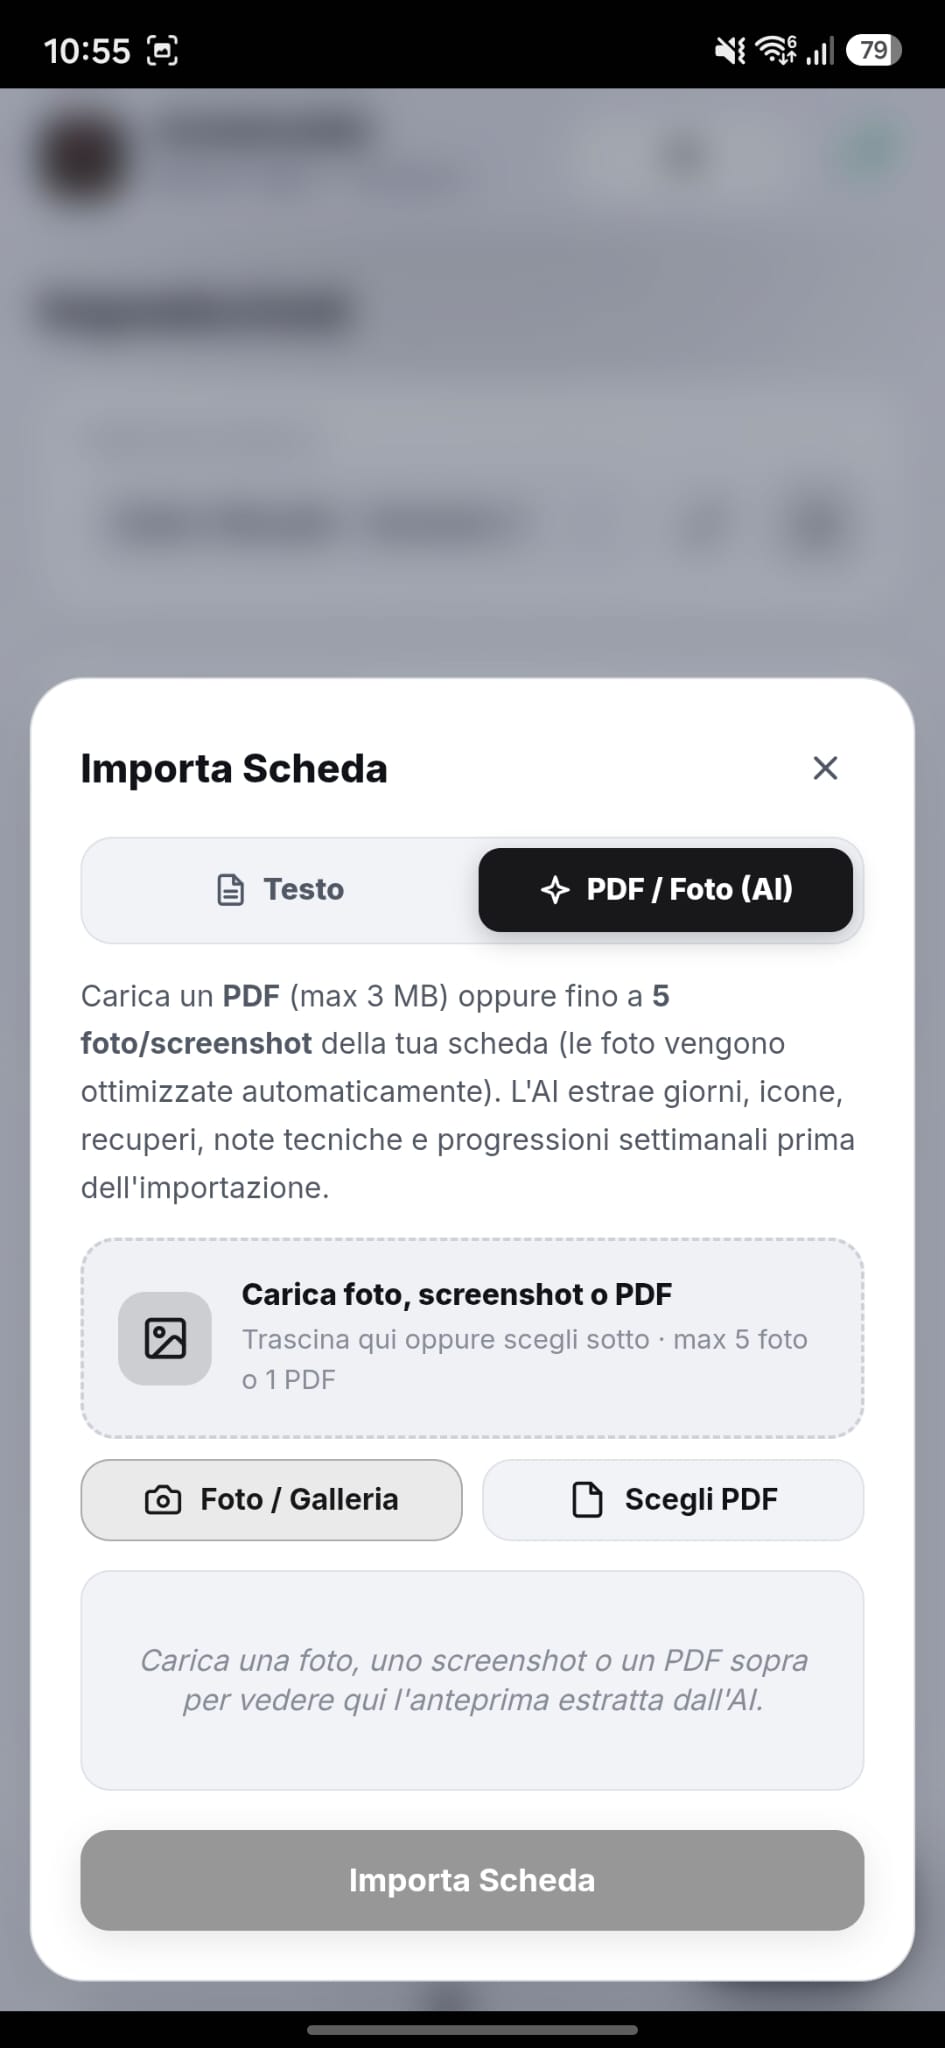 10:55
6
79
Importa Scheda
Testo
PDF / Foto (AI)
Carica un PDF (max 3 MB) oppure fino a 5
foto/screenshot della tua scheda (le foto vengono
ottimizzate automaticamente). L'AI estrae giorni, icone,
recuperi, note tecniche e progressioni settimanali prima
dell'importazione.
Carica foto, screenshot o PDF
Trascina qui oppure scegli sotto · max 5 foto
o 1 PDF
Foto / Galleria
Scegli PDF
Carica una foto, uno screenshot o un PDF sopra
per vedere qui l'anteprima estratta dall'AI.
Importa Scheda